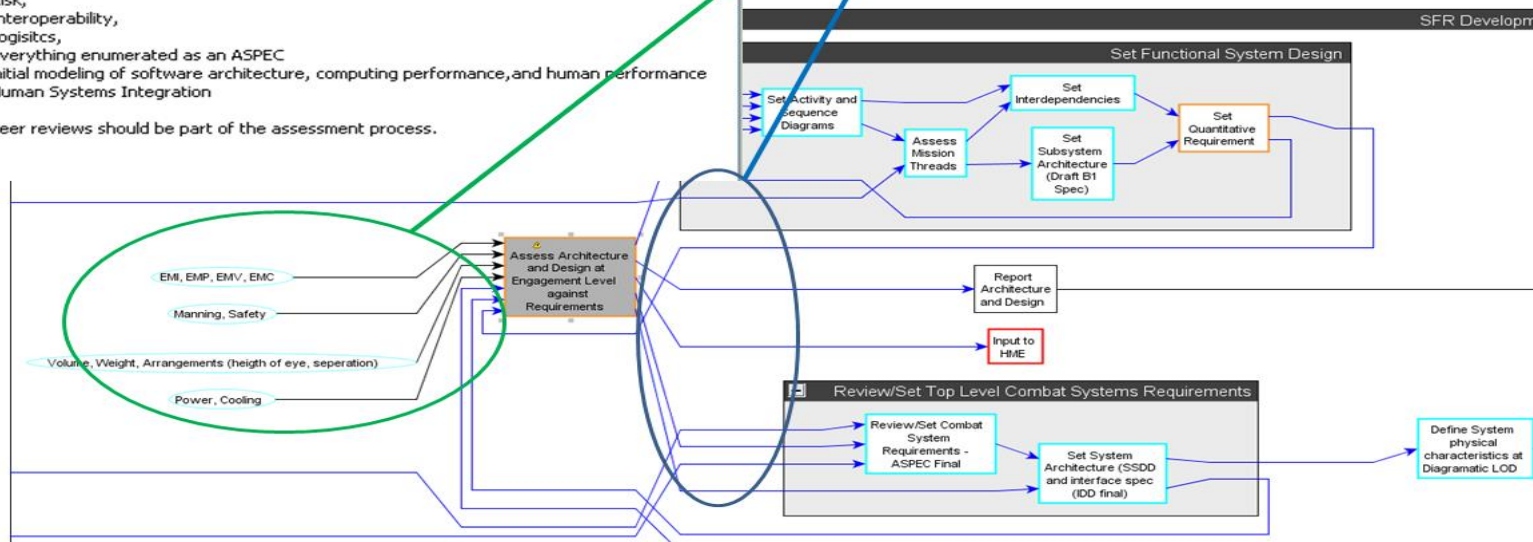 nteroperability,
ogisitcs,
verything enumerated as an ASPEC
nitial modeling of software architecture, computing performance,and human performance
uman Systems Integration
eer reviews should be part of the assessment process.
SFR Developm
Set Functional System Design
Set Activity and
Sequence
Diagrams
Set
Interdependencies
Assess
Mission
Threads
Set
Subsystem
Architecture
(Draft B1
Spec)
Set
Quantitative
Requirement
EMI, EMP, EMV, EMC
Manning, Safety
Volume, Weight, Arrangements (heigth of eye, seperation)
Power, Cooling
Assess Architecture
and Design at
Engagement Level
against
Requirements
Report
Architecture
and Design
Input to
HME
Review/Set Top Level Combat Systems Requirements
Review/Set Combat
System
Requirements -
ASPEC Final
Set System
Architecture (SSDD
and interface spec
(IDD final)
Define System
physical
characteristics at
Diagramatic LOD